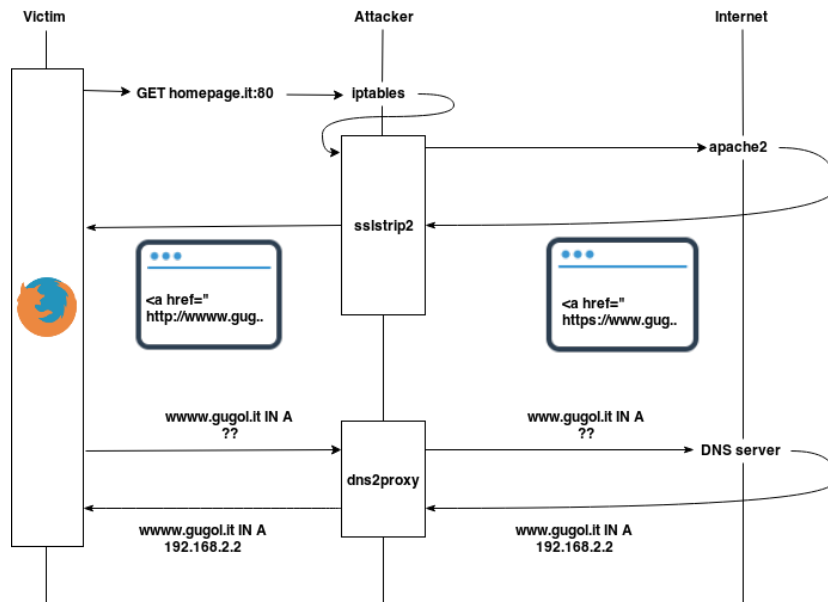 Victim
Attacker
Internet
GET homepage.it:80
iptables
apache2
sslstrip2
<a href="
http://wwww.gug..
<a href="
https://www.gug..
wwww.gugol.it IN A
??
www.gugol.it IN A
??
dns2proxy
DNS server
wwww.gugol.it IN A
192.168.2.2
www.gugol.it IN A
192.168.2.2